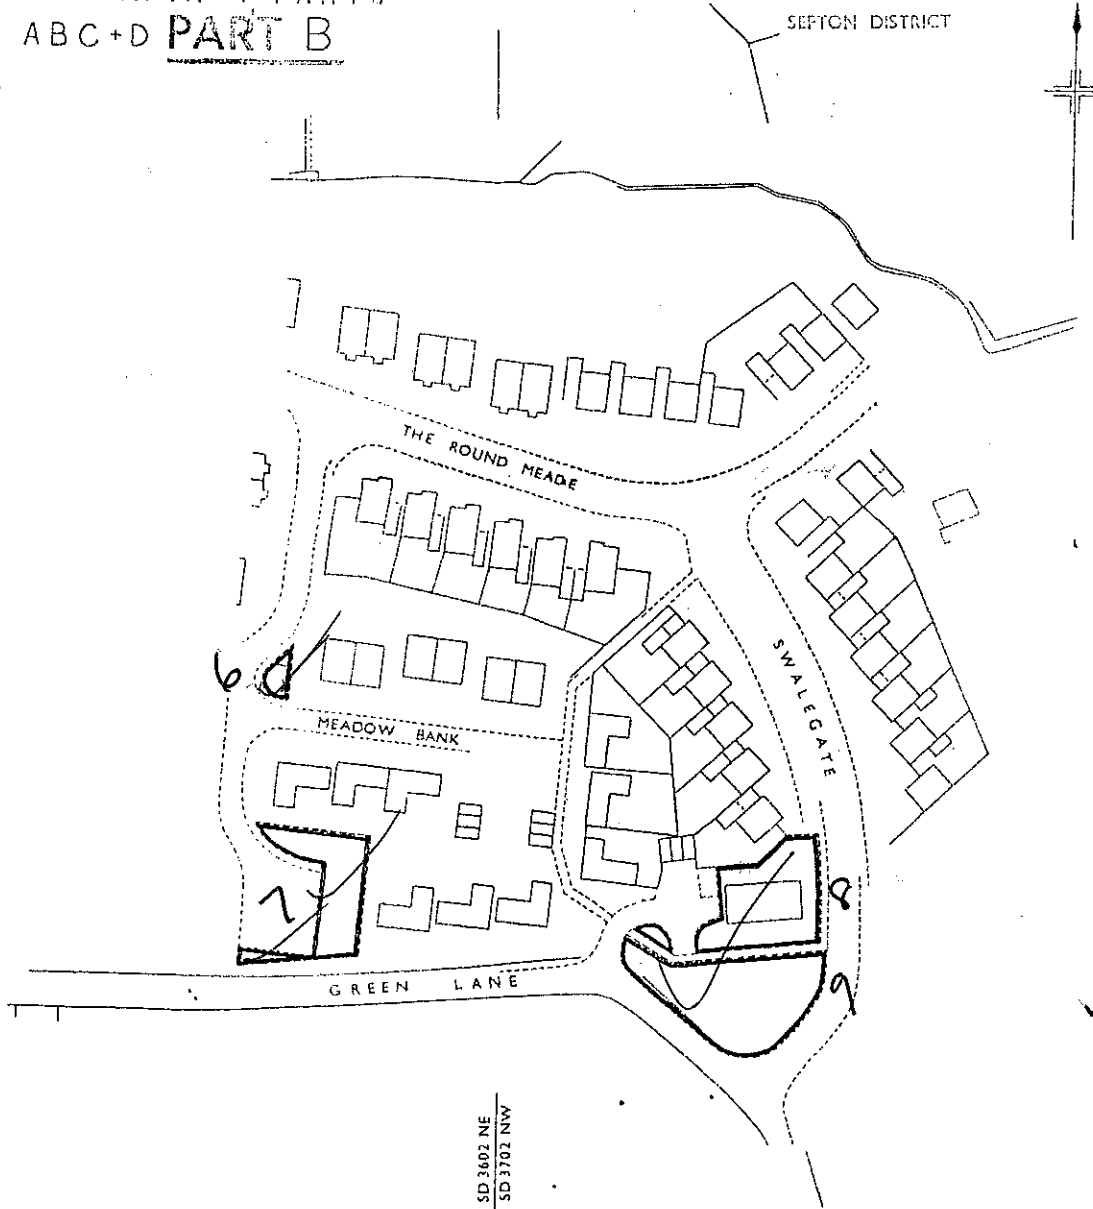 ABC+D PART B
SEFTON DISTRICT
THE ROUND MEADE
SWALEGATE
6
MEADOW BANK
7
8
9
GREEN LANE
SD 3602 NE
SD 3702 NW